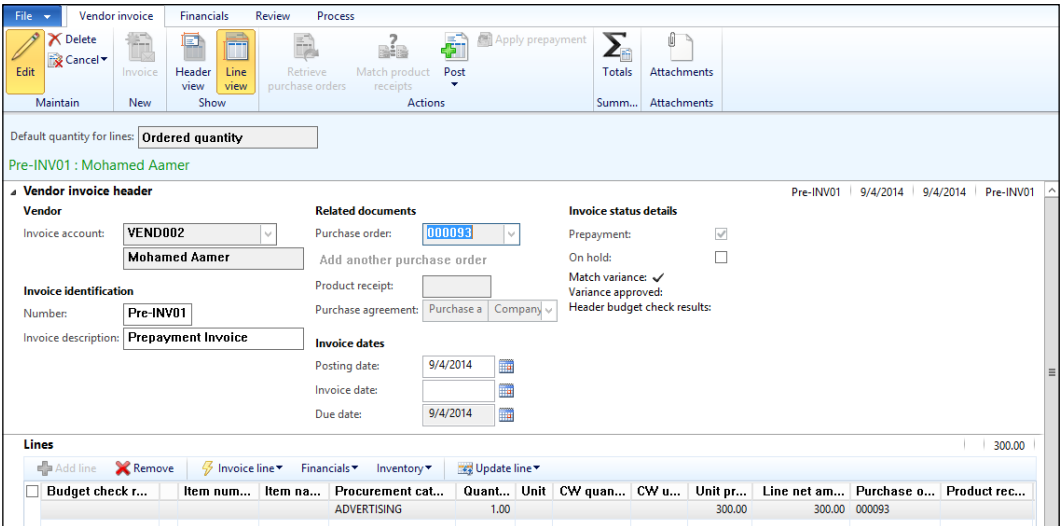 File Vendor invoice Financials Review Process
Edit
Delete
Cancel
Maintain
Invoice
New
Header view
Line view
Show
Retrieve purchase orders
Match product receipts
Post
Apply prepayment
Actions
Totals
Summ...
Attachments
Attachments
Default quantity for lines: Ordered quantity
Pre-INV01 : Mohamed Aamer
Vendor invoice header Pre-INV01 9/4/2014 9/4/2014 Pre-INV01
Vendor
Invoice account: VEND002
Mohamed Aamer
Invoice identification
Number: Pre-INV01
Invoice description: Prepayment Invoice
Related documents
Purchase order: 000093
Add another purchase order
Product receipt:
Purchase agreement: Purchase a Company
Invoice dates
Posting date: 9/4/2014
Invoice date:
Due date: 9/4/2014
Invoice status details
Prepayment:
On hold:
Match variance: ✓
Variance approved:
Header budget check results:
Lines 300.00
Add line Remove Invoice line Financials Inventory Update line
Budget check r... Item num... Item na... Procurement cat... Quant... Unit CW quan... CW u... Unit pr... Line net am... Purchase o... Product rec...
ADVERTISING 1.00 300.00 300.00 000093